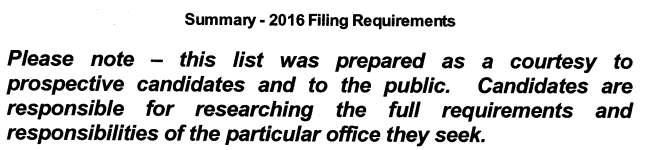 Summary - 2016 Filing Requirements
Please note – this list was prepared as a courtesy to
prospective candidates and to the public. Candidates are
responsible for researching the full requirements and
responsibilities of the particular office they seek.